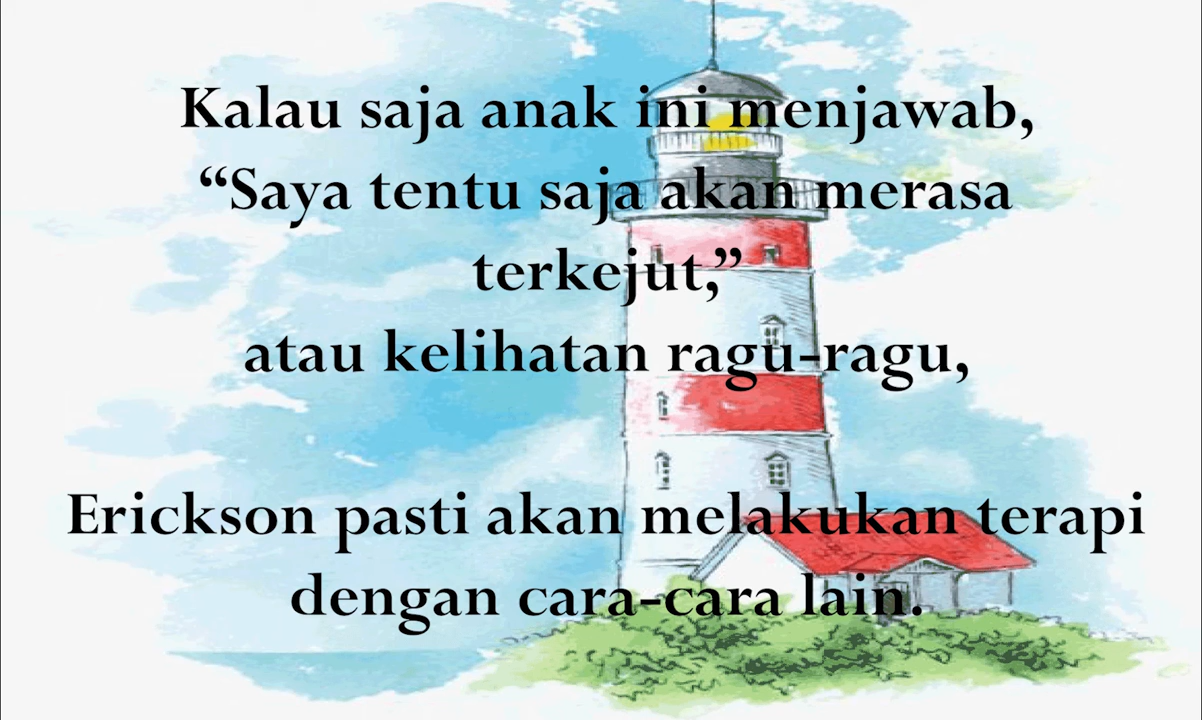 Kalau saja anak ini menjawab,
“Saya tentu saja akan merasa
terkejut,”
atau kelihatan ragu-ragu,
Erickson pasti akan melakukan terapi
dengan cara-cara lain.